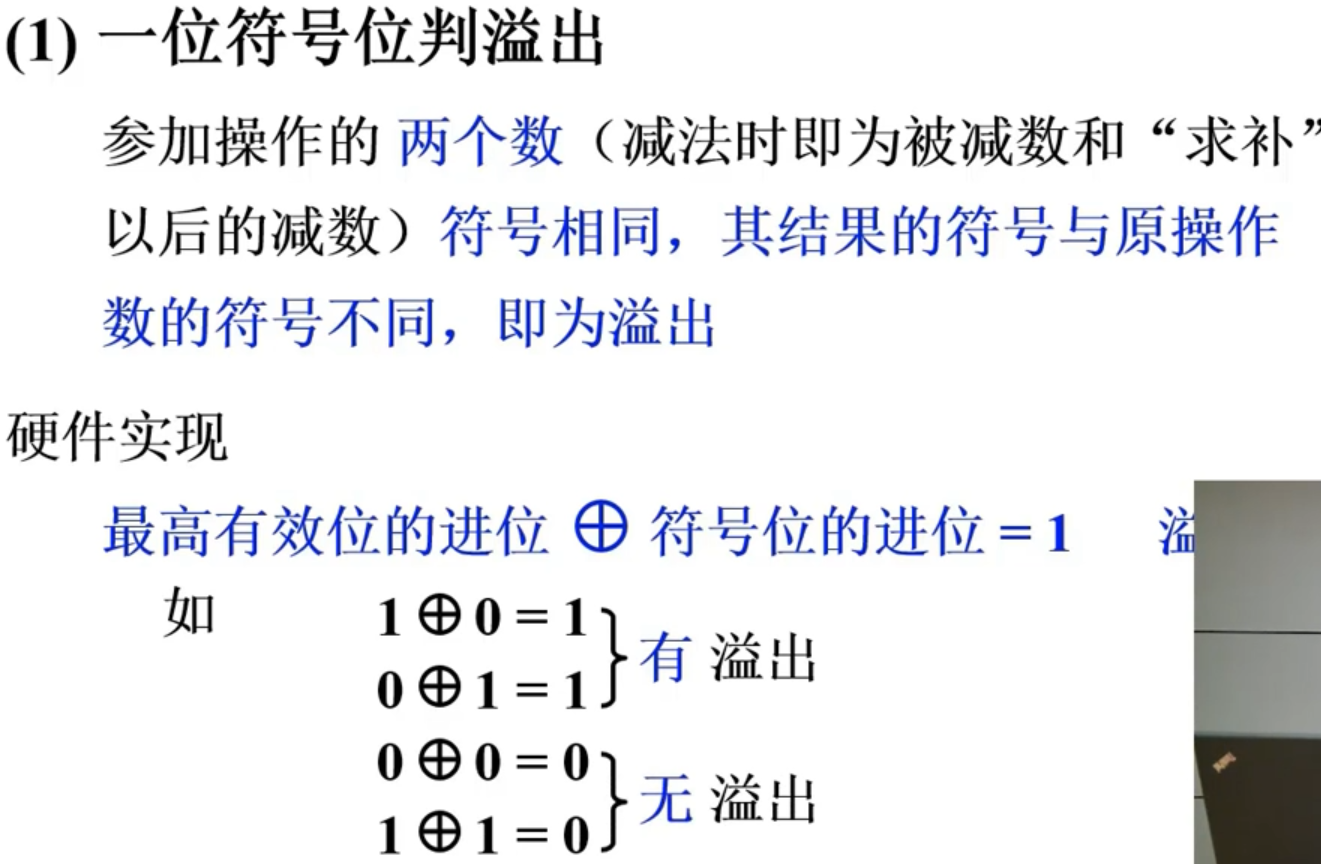 (1) 一位符号位判溢出
参加操作的 两个数（减法时即为被减数和“求补”
以后的减数）符号相同，其结果的符号与原操作
数的符号不同，即为溢出
硬件实现
最高有效位的进位 ⊕ 符号位的进位 = 1 溢
如 1 ⊕ 0 = 1
0 ⊕ 1 = 1
有 溢出
0 ⊕ 0 = 0
1 ⊕ 1 = 0
无 溢出